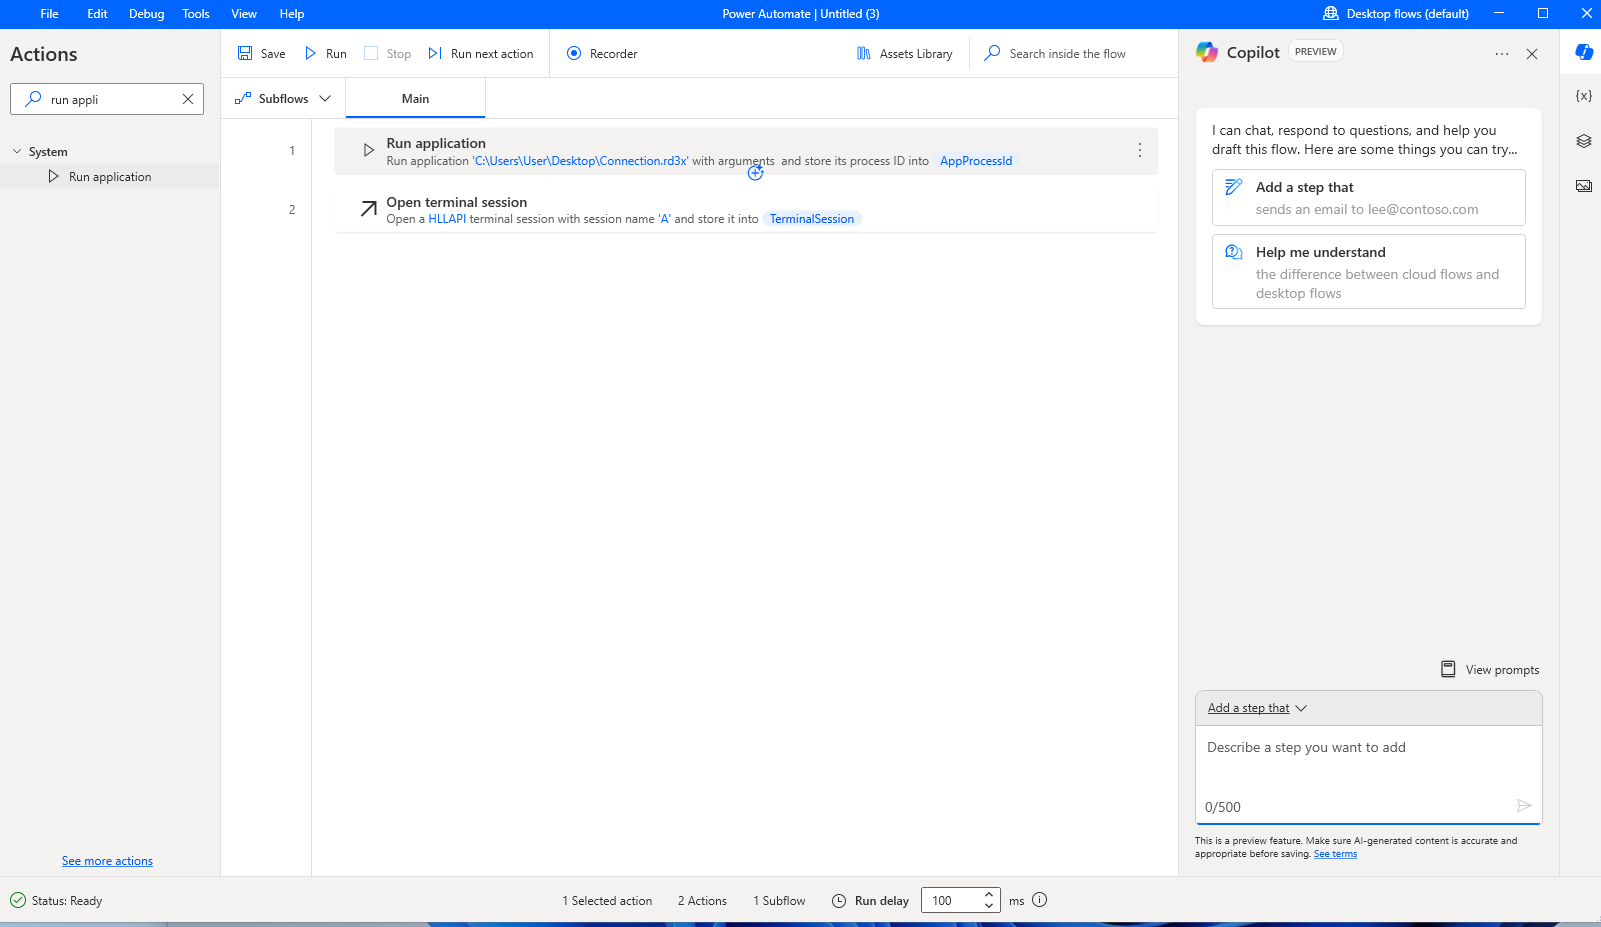 File Edit Debug Tools View Help Power Automate | Untitled (3) Desktop flows (default)
Actions
run appli
System
Run application
See more actions
Save Run Stop Run next action Recorder Assets Library Search inside the flow
Subflows Main
1
Run application
Run application 'C:\Users\User\Desktop\Connection.rd3x' with arguments and store its process ID into AppProcessId
2
Open terminal session
Open a HLLAPI terminal session with session name 'A' and store it into TerminalSession
Copilot PREVIEW
I can chat, respond to questions, and help you
draft this flow. Here are some things you can try...
Add a step that
sends an email to lee@contoso.com
Help me understand
the difference between cloud flows and
desktop flows
View prompts
Add a step that
Describe a step you want to add
0/500
This is a preview feature. Make sure AI-generated content is accurate and
appropriate before saving. See terms
{x}
Status: Ready 1 Selected action 2 Actions 1 Subflow Run delay 100 ms